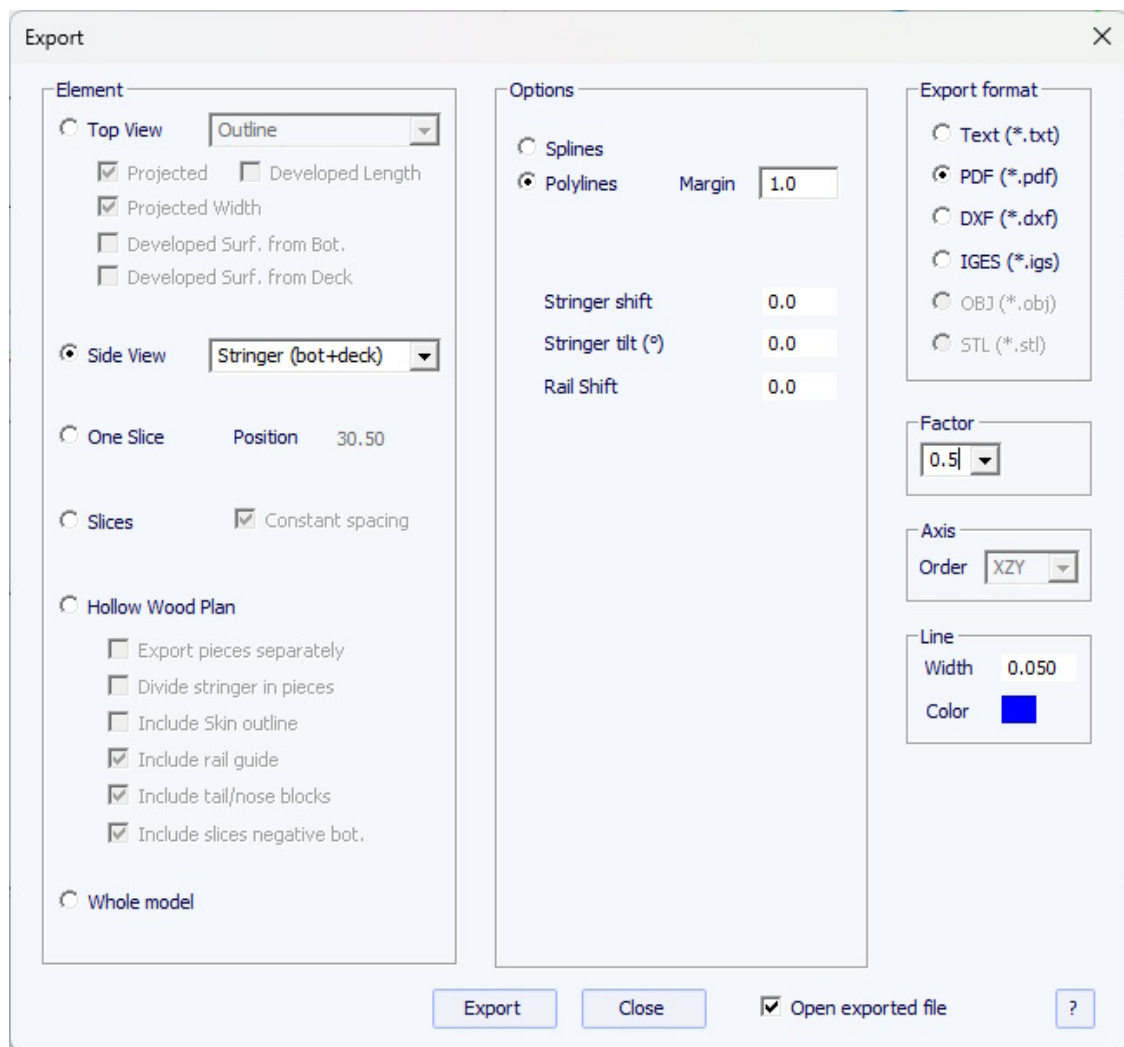 Export
Element
Top View Outline
Projected Developed Length
Projected Width
Developed Surf. from Bot.
Developed Surf. from Deck
Side View Stringer (bot+deck)
One Slice Position 30.50
Slices Constant spacing
Hollow Wood Plan
Export pieces separately
Divide stringer in pieces
Include Skin outline
Include rail guide
Include tail/nose blocks
Include slices negative bot.
Whole model
Options
Splines
Polylines Margin 1.0
Stringer shift 0.0
Stringer tilt (º) 0.0
Rail Shift 0.0
Export format
Text (*.txt)
PDF (*.pdf)
DXF (*.dxf)
IGES (*.igs)
OBJ (*.obj)
STL (*.stl)
Factor
0.5
Axis
Order XZY
Line
Width 0.050
Color
Export Close Open exported file ?